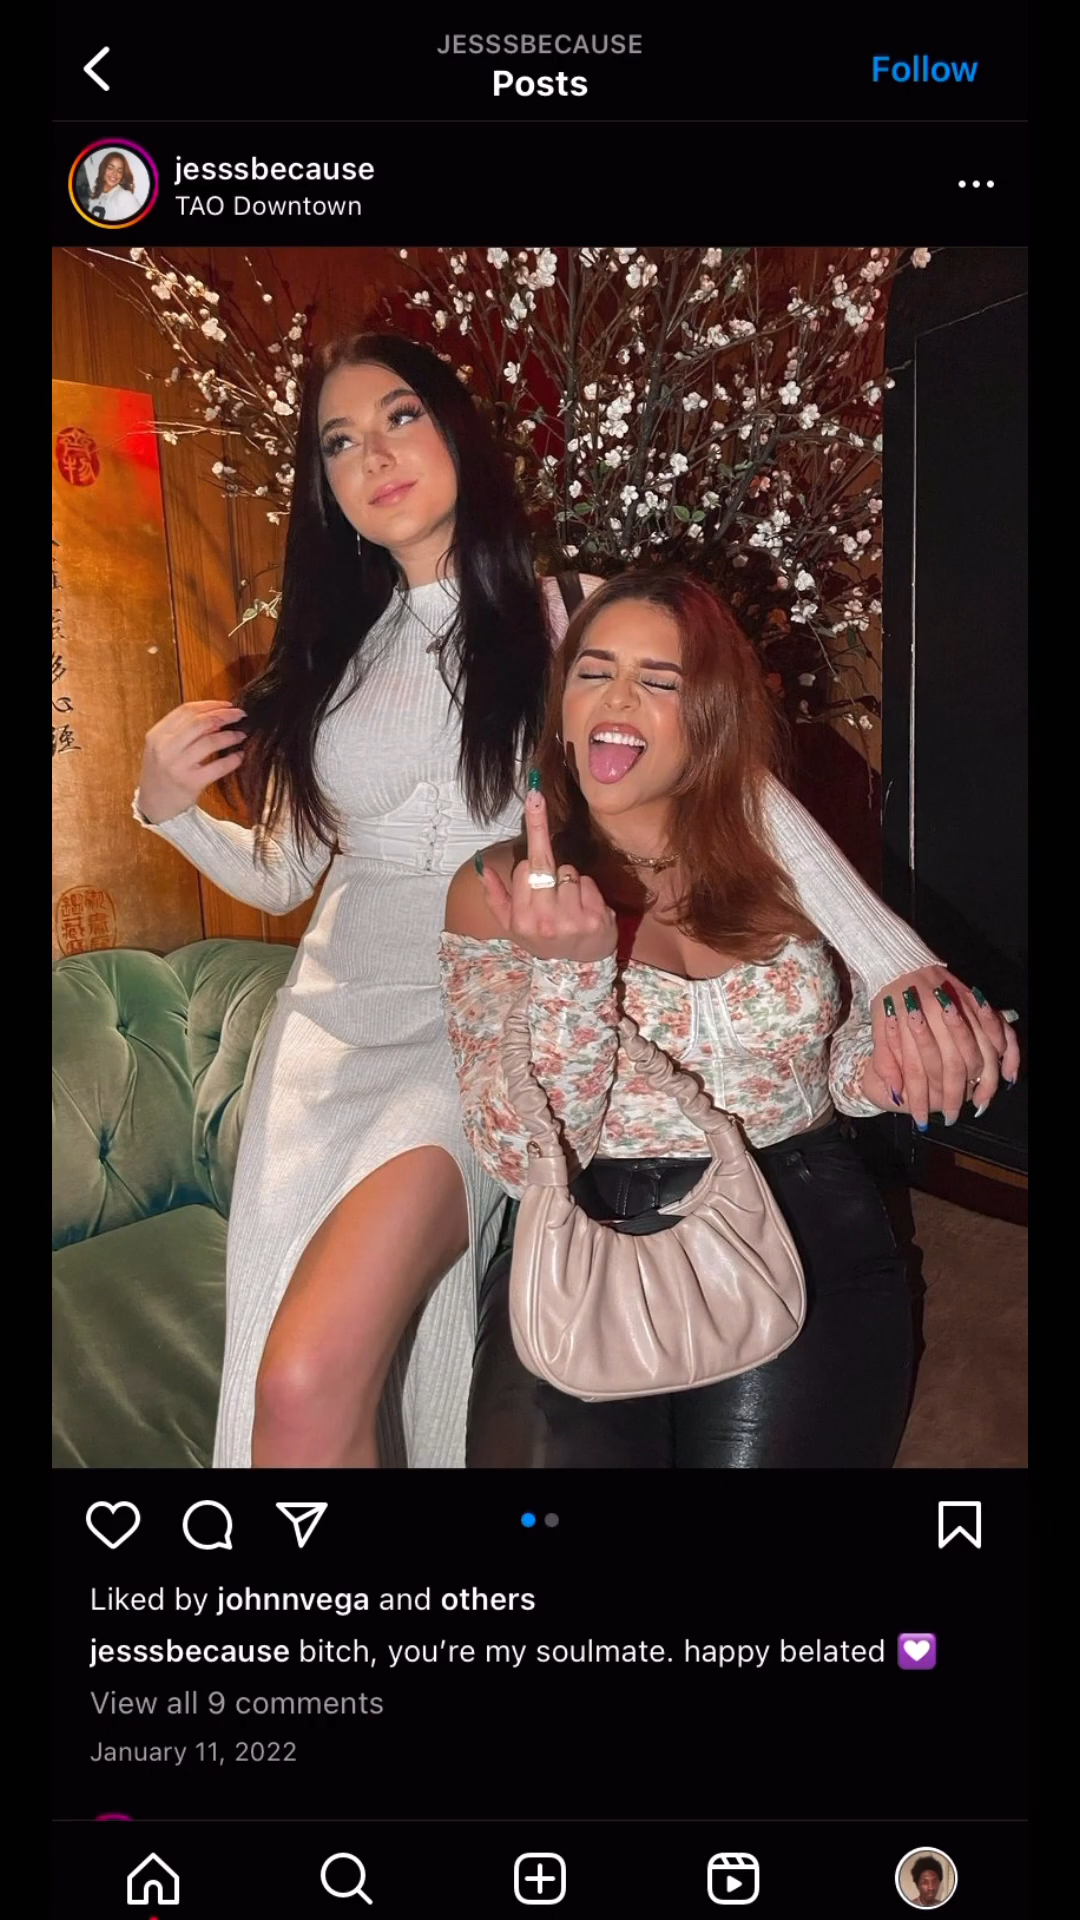 JESSSBECAUSE
Posts
Follow
jesssbecause
TAO Downtown
心
Liked by johnnvega and others
jesssbecause bitch, you’re my soulmate. happy belated 💜
View all 9 comments
January 11, 2022